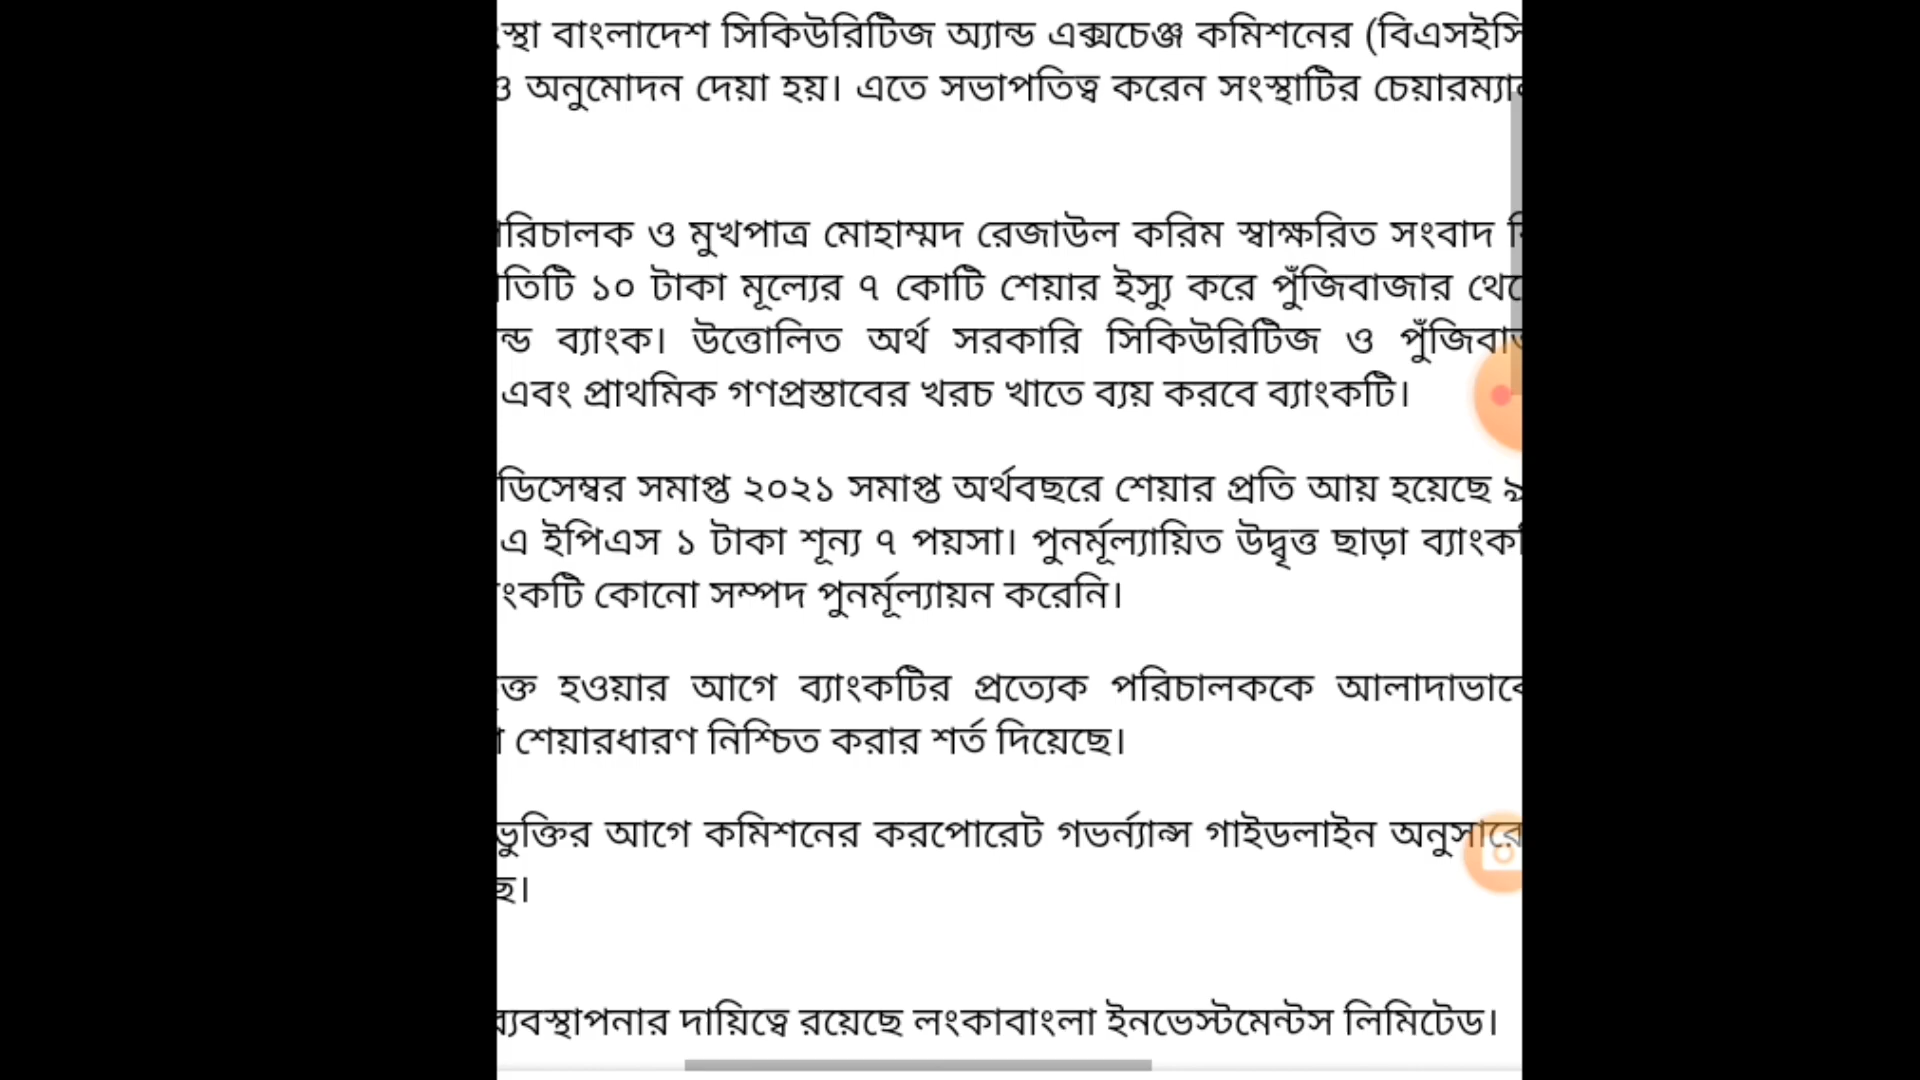 বাংলাদেশ সিকিউরিটিজ অ্যান্ড এক্সচেঞ্জ কমিশনের (বিএসইসি
অনুমোদন দেয়া হয়। এতে সভাপতিত্ব করেন সংস্থাটির
ও মুখপাত্র মোহাম্মদ রেজাউল করিম স্বাক্ষরিত সংবাদ
১০ টাকা মূল্যের ৭ কোটি শেয়ার ইস্যু করে পুঁজিবাজার
ব্যাংক। উত্তোলিত অর্থ সরকারি সিকিউরিটিজ ও
এবং প্রাথমিক গণপ্রস্তাবের খরচ খাতে ব্যয় করবে ব্যাংকটি।
ডিসেম্বর সমাপ্ত ২০২১ সমাপ্ত অর্থবছরে শেয়ার প্রতি আয় হয়েছে
এ ইপিএস ১ টাকা শূন্য ৭ পয়সা। পুনর্মূল্যায়িত উদ্বৃত্ত ছাড়া
কোনো সম্পদ পুনর্মূল্যায়ন করেনি।
হওয়ার আগে ব্যাংকটির প্রত্যেক পরিচালককে
শেয়ারধারণ নিশ্চিত করার শর্ত দিয়েছে।
আগে কমিশনের করপোরেট গভর্ন্যান্স গাইডলাইন অনুসারে
ব্যবস্থাপনার দায়িত্বে রয়েছে লংকাবাংলা ইনভেস্টমেন্টস লিমিটেড।